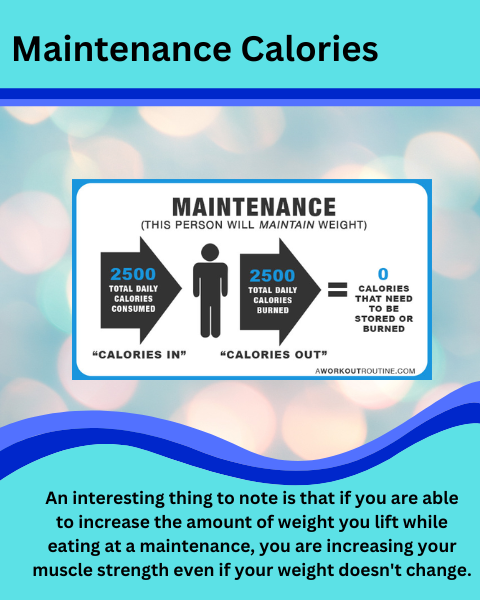 Maintenance Calories
MAINTENANCE
(THIS PERSON WILL MAINTAIN WEIGHT)
2500
TOTAL DAILY
CALORIES
CONSUMED
2500
TOTAL DAILY
CALORIES
BURNED
=
0
CALORIES
THAT NEED
TO BE
STORED OR
BURNED
“CALORIES IN”
“CALORIES OUT”
AWORKOUTROUTINE.COM
An interesting thing to note is that if you are able
to increase the amount of weight you lift while
eating at a maintenance, you are increasing your
muscle strength even if your weight doesn't change.